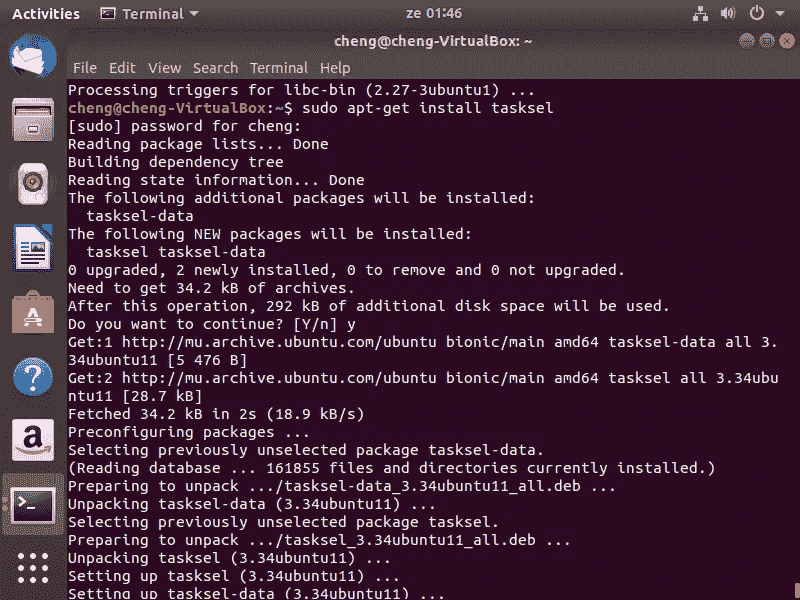 Activities Terminal ze 01:46
cheng@cheng-VirtualBox: ~
File Edit View Search Terminal Help
Processing triggers for libc-bin (2.27-3ubuntu1) ...
cheng@cheng-VirtualBox:~$ sudo apt-get install tasksel
[sudo] password for cheng:
Reading package lists... Done
Building dependency tree
Reading state information... Done
The following additional packages will be installed:
  tasksel-data
The following NEW packages will be installed:
  tasksel tasksel-data
0 upgraded, 2 newly installed, 0 to remove and 0 not upgraded.
Need to get 34.2 kB of archives.
After this operation, 292 kB of additional disk space will be used.
Do you want to continue? [Y/n] y
Get:1 http://mu.archive.ubuntu.com/ubuntu bionic/main amd64 tasksel-data all 3.
34ubuntu11 [5 476 B]
Get:2 http://mu.archive.ubuntu.com/ubuntu bionic/main amd64 tasksel all 3.34ubu
ntu11 [28.7 kB]
Fetched 34.2 kB in 2s (18.9 kB/s)
Preconfiguring packages ...
Selecting previously unselected package tasksel-data.
(Reading database ... 161855 files and directories currently installed.)
Preparing to unpack .../tasksel-data_3.34ubuntu11_all.deb ...
Unpacking tasksel-data (3.34ubuntu11) ...
Selecting previously unselected package tasksel.
Preparing to unpack .../tasksel_3.34ubuntu11_all.deb ...
Unpacking tasksel (3.34ubuntu11) ...
Setting up tasksel (3.34ubuntu11) ...
Setting up tasksel-data (3.34ubuntu11) ...